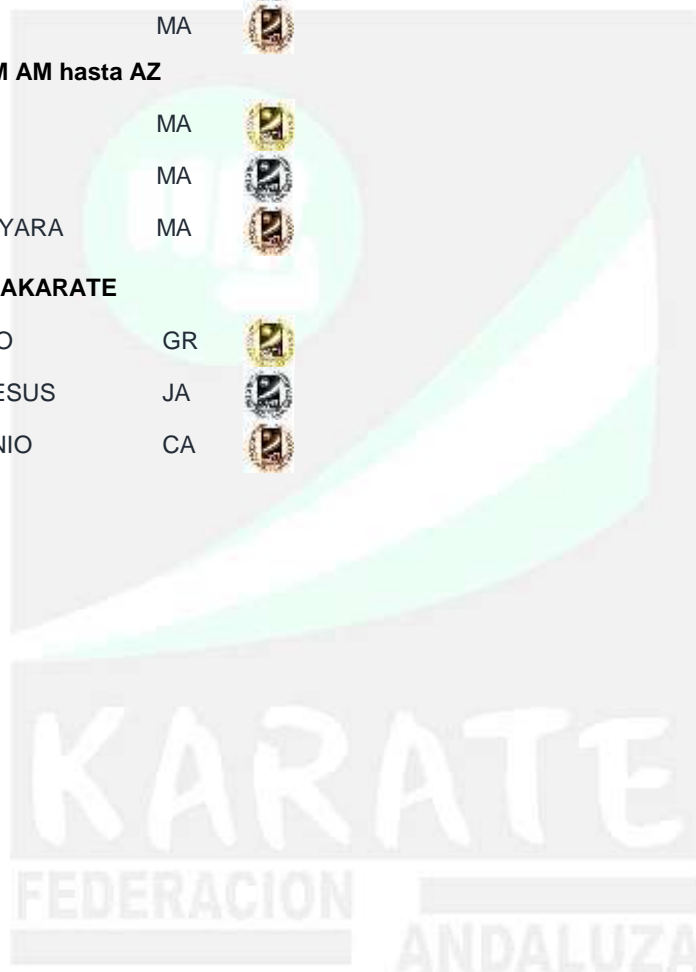 MA
M AM hasta AZ
MA
MA
YARA MA
AKARATE
O GR
ESUS JA
NIO CA
KARATE
FEDERACION
ANDALUZA